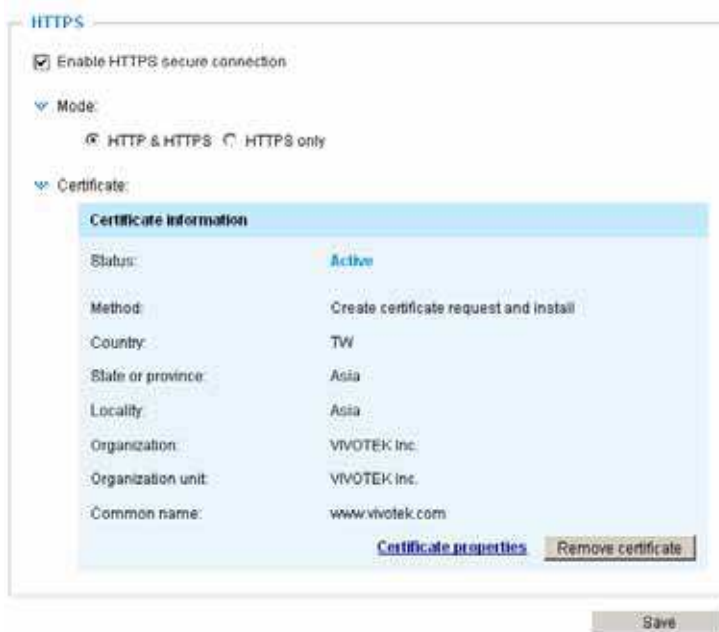 HTTPS
Enable HTTPS secure connection
Mode:
HTTP & HTTPS HTTPS only
Certificate:
Certificate information
Status: Active
Method: Create certificate request and install
Country: TW
State or province: Asia
Locality: Asia
Organization: VIVOTEK Inc.
Organization unit: VIVOTEK Inc.
Common name: www.vivotek.com
Certificate properties Remove certificate
Save